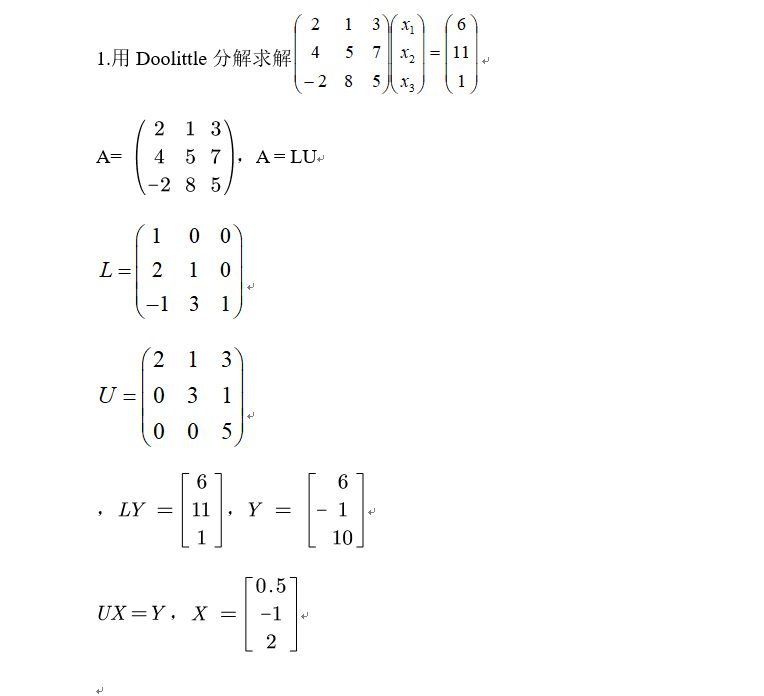 1.用 Doolittle 分解求解 $\begin{pmatrix} 2 & 1 & 3 \\ 4 & 5 & 7 \\ -2 & 8 & 5 \end{pmatrix}\begin{pmatrix} x_1 \\ x_2 \\ x_3 \end{pmatrix} = \begin{pmatrix} 6 \\ 11 \\ 1 \end{pmatrix}$
A= $\begin{pmatrix} 2 & 1 & 3 \\ 4 & 5 & 7 \\ -2 & 8 & 5 \end{pmatrix}$，A=LU
$L = \begin{pmatrix} 1 & 0 & 0 \\ 2 & 1 & 0 \\ -1 & 3 & 1 \end{pmatrix}$
$U = \begin{pmatrix} 2 & 1 & 3 \\ 0 & 3 & 1 \\ 0 & 0 & 5 \end{pmatrix}$
，$LY = \begin{bmatrix} 6 \\ 11 \\ 1 \end{bmatrix}$，$Y = \begin{bmatrix} 6 \\ -1 \\ 10 \end{bmatrix}$
$UX=Y$，$X = \begin{bmatrix} 0.5 \\ -1 \\ 2 \end{bmatrix}$